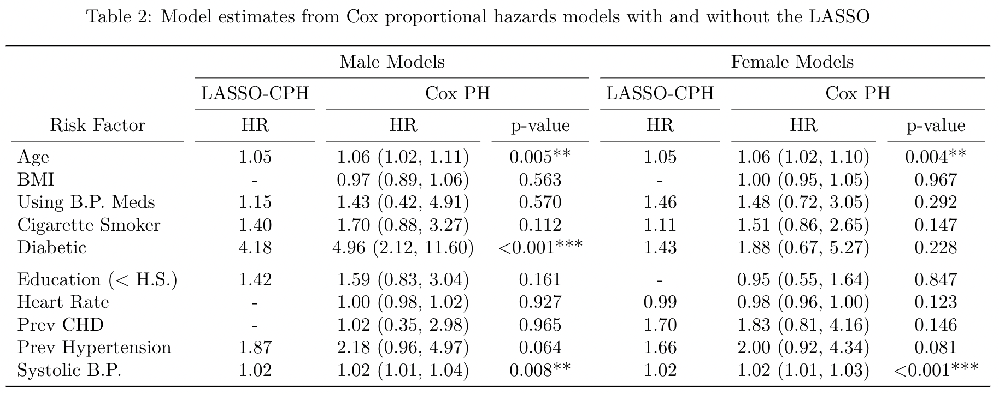 Table 2: Model estimates from Cox proportional hazards models with and without the LASSO
Male Models Female Models
LASSO-CPH Cox PH LASSO-CPH Cox PH
Risk Factor HR HR p-value HR HR p-value
Age 1.05 1.06 (1.02, 1.11) 0.005** 1.05 1.06 (1.02, 1.10) 0.004**
BMI - 0.97 (0.89, 1.06) 0.563 - 1.00 (0.95, 1.05) 0.967
Using B.P. Meds 1.15 1.43 (0.42, 4.91) 0.570 1.46 1.48 (0.72, 3.05) 0.292
Cigarette Smoker 1.40 1.70 (0.88, 3.27) 0.112 1.11 1.51 (0.86, 2.65) 0.147
Diabetic 4.18 4.96 (2.12, 11.60) <0.001*** 1.43 1.88 (0.67, 5.27) 0.228
Education (< H.S.) 1.42 1.59 (0.83, 3.04) 0.161 - 0.95 (0.55, 1.64) 0.847
Heart Rate - 1.00 (0.98, 1.02) 0.927 0.99 0.98 (0.96, 1.00) 0.123
Prev CHD - 1.02 (0.35, 2.98) 0.965 1.70 1.83 (0.81, 4.16) 0.146
Prev Hypertension 1.87 2.18 (0.96, 4.97) 0.064 1.66 2.00 (0.92, 4.34) 0.081
Systolic B.P. 1.02 1.02 (1.01, 1.04) 0.008** 1.02 1.02 (1.01, 1.03) <0.001***